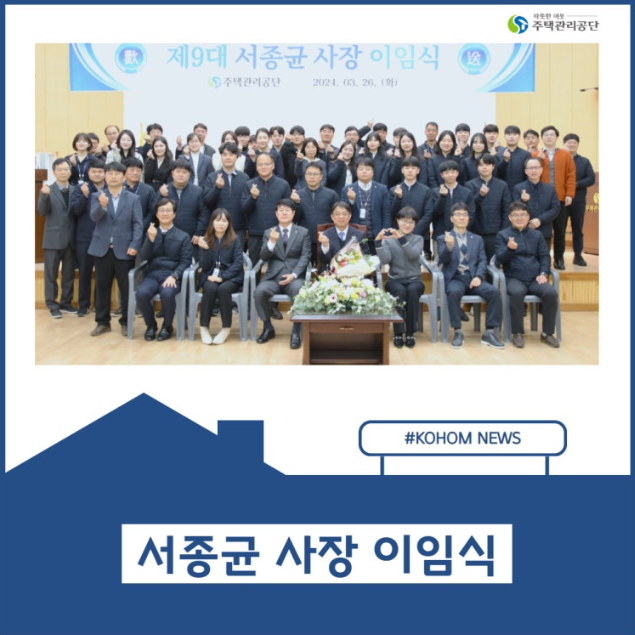 따뜻한 이웃
주택관리공단
歡
제9대 서종균 사장 이임식
送
주택관리공단
2024. 03. 26. (화)
#KOHOM NEWS
서종균 사장 이임식